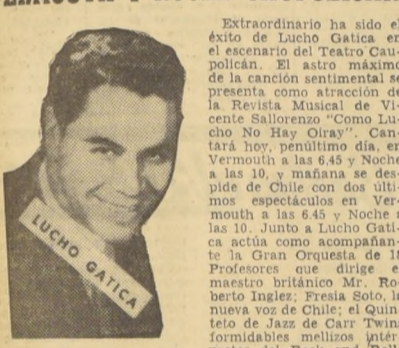 LUCHO GATICA
Extraordinario ha sido el
éxito de Lucho Gatica en
el escenario del Teatro Cau-
policán. El astro máximo
de la canción sentimental se
presenta como atracción de
la Revista Musical de Vi-
cente Sallorenzo "Como Lu-
cho No Hay Oiray". Can-
tará hoy, penúltimo día, en
Vermouth a las 6,45 y Noche
a las 10, y mañana se des-
pide de Chile con dos últi-
mos espectáculos en Ver-
mouth a las 6.45 y Noche a
las 10. Junto a Lucho Gati-
ca actúa como acompañan-
te la Gran Orquesta de 18
Profesores que dirige el
maestro británico Mr. Ro-
berto Inglez; Fresia Soto, la
nueva voz de Chile; el Quin-
teto de Jazz de Carr Twins
formidables mellizos intér-